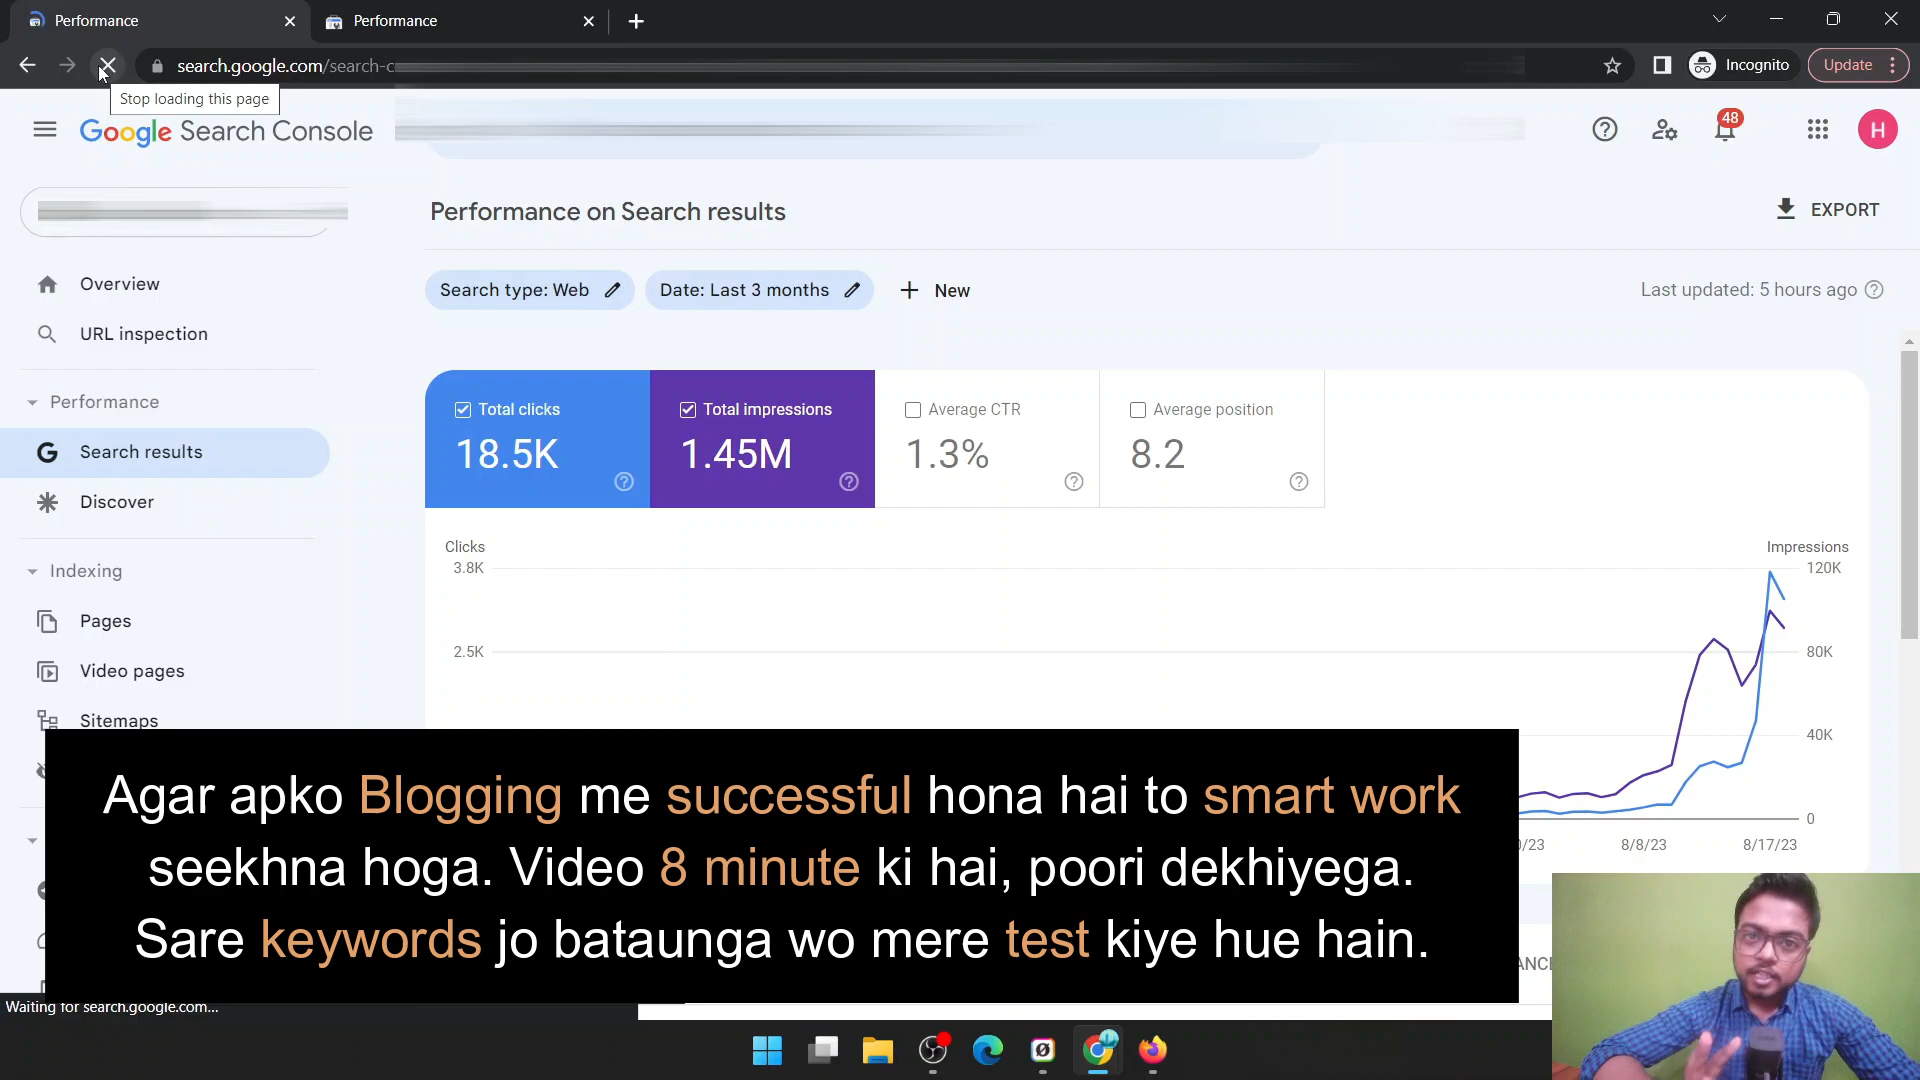 Performance
Performance
search.google.com/search-c
Incognito
Update
Stop loading this page
Google Search Console
48
H
Performance on Search results
EXPORT
Overview
URL inspection
Performance
Search results
Discover
Indexing
Pages
Video pages
Sitemaps
Search type: Web
Date: Last 3 months
New
Last updated: 5 hours ago
Total clicks
18.5K
Total impressions
1.45M
Average CTR
1.3%
Average position
8.2
Clicks
Impressions
3.8K
120K
2.5K
80K
40K
0
0/23
8/8/23
8/17/23
Agar apko Blogging me successful hona hai to smart work
seekhna hoga. Video 8 minute ki hai, poori dekhiyega.
Sare keywords jo bataunga wo mere test kiye hue hain.
ANCE
Waiting for search.google.com...